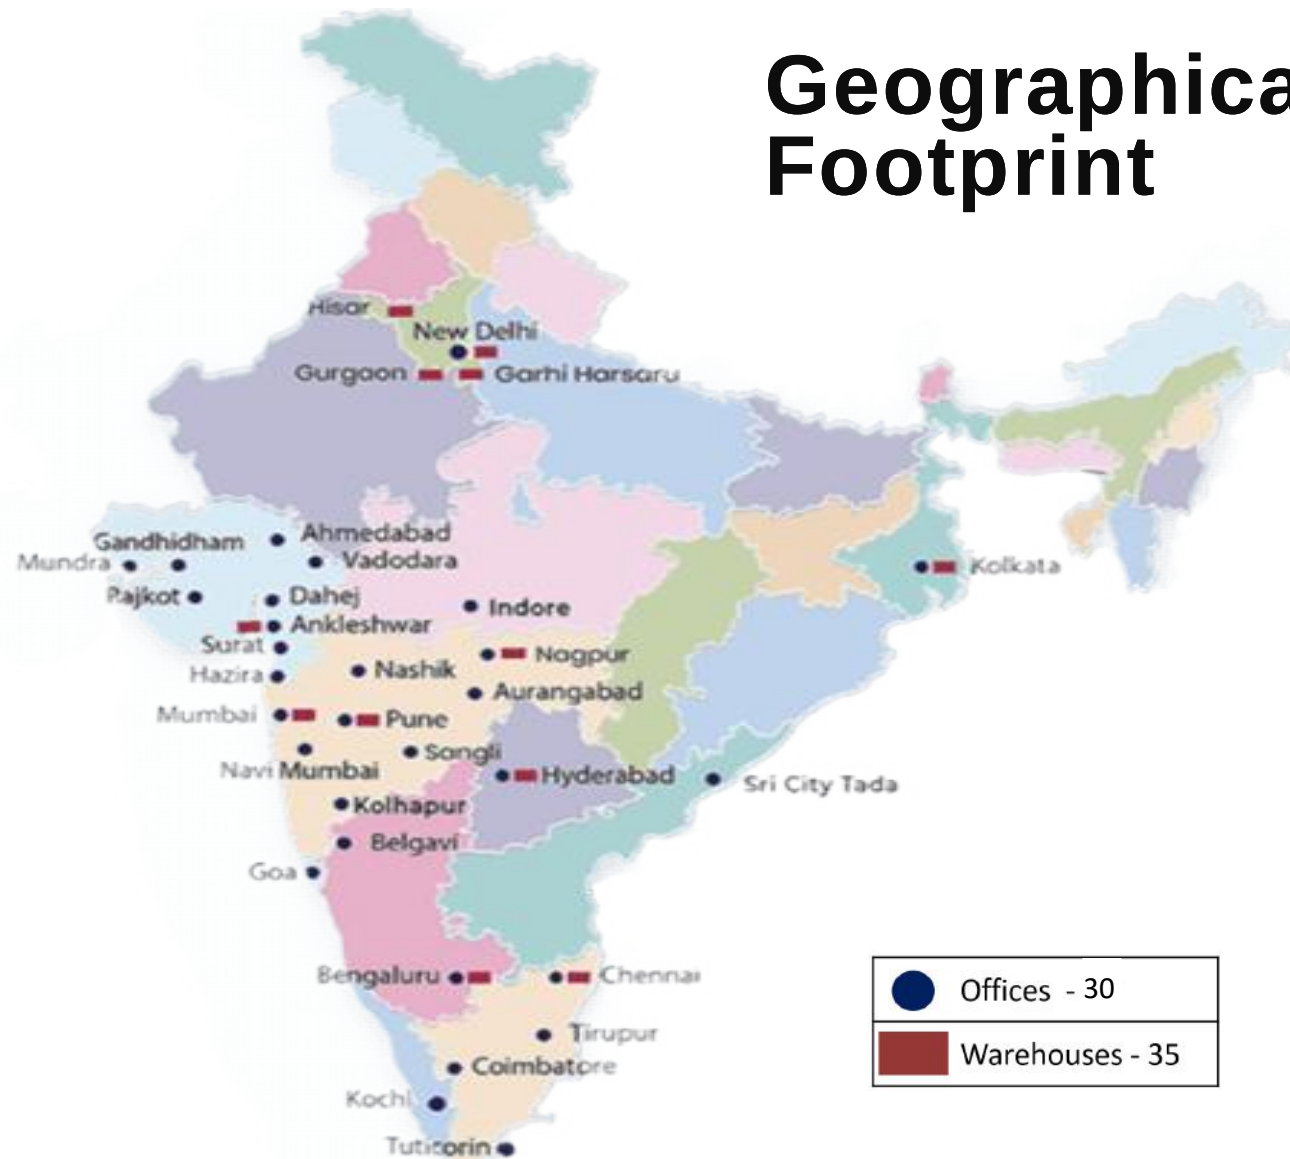 Geographica
Footprint
Hisar
New Delhi
Gurgaon
Garhi Harsaru
Ahmedabad
Gandhidham
Mundra
Vadodara
Rajkot
Dahej
Indore
Ankleshwar
Surat
Hazira
Nashik
Nagpur
Aurangabad
Mumbai
Pune
Sangli
Navi Mumbai
Hyderabad
Sri City Tada
Kolkata
Kolhapur
Belgavi
Goa
Bengaluru
Chennai
Tirupur
Coimbatore
Kochi
Tuticorin
Offices - 30
Warehouses - 35